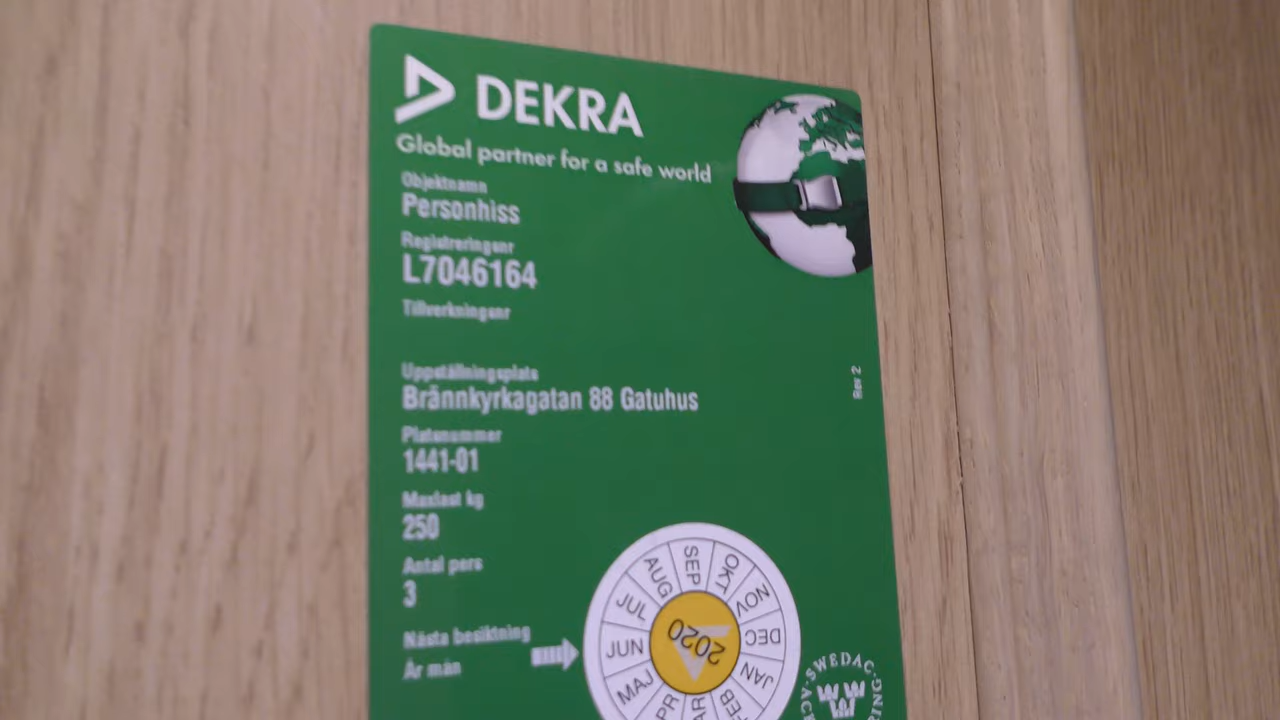 DEKRA
Global partner for a safe world
Objektnamn
Personhiss
Registreringsnr
L7046164
Tillverkningsnr
Uppställningsplats
Brännkyrkagatan 88 Gatuhus
Rev 2
Platsnummer
1441-01
Maxlast kg
250
Antal pers
3
Nästa besiktning
År mån
JUN
JUL
AUG
SEP
OKT
NOV
DEC
JAN
FEB
MAJ
2020
SWEDAC